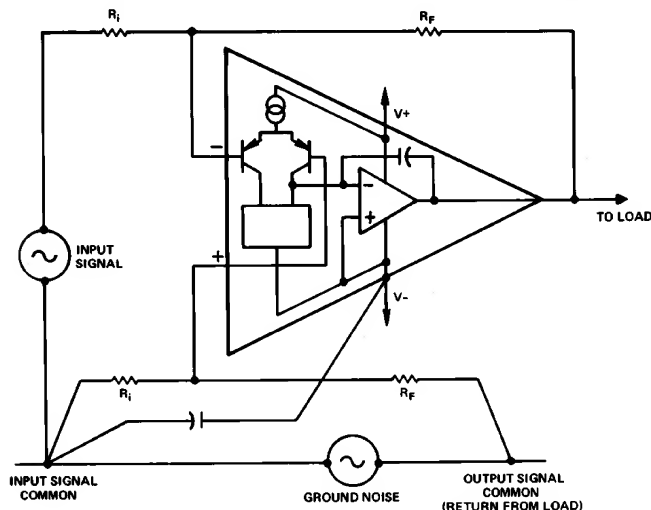 Ri
RF
V+
−
−
+
TO LOAD
INPUT
SIGNAL
+
V−
Ri
RF
INPUT SIGNAL
COMMON
GROUND NOISE
OUTPUT SIGNAL
COMMON
(RETURN FROM LOAD)